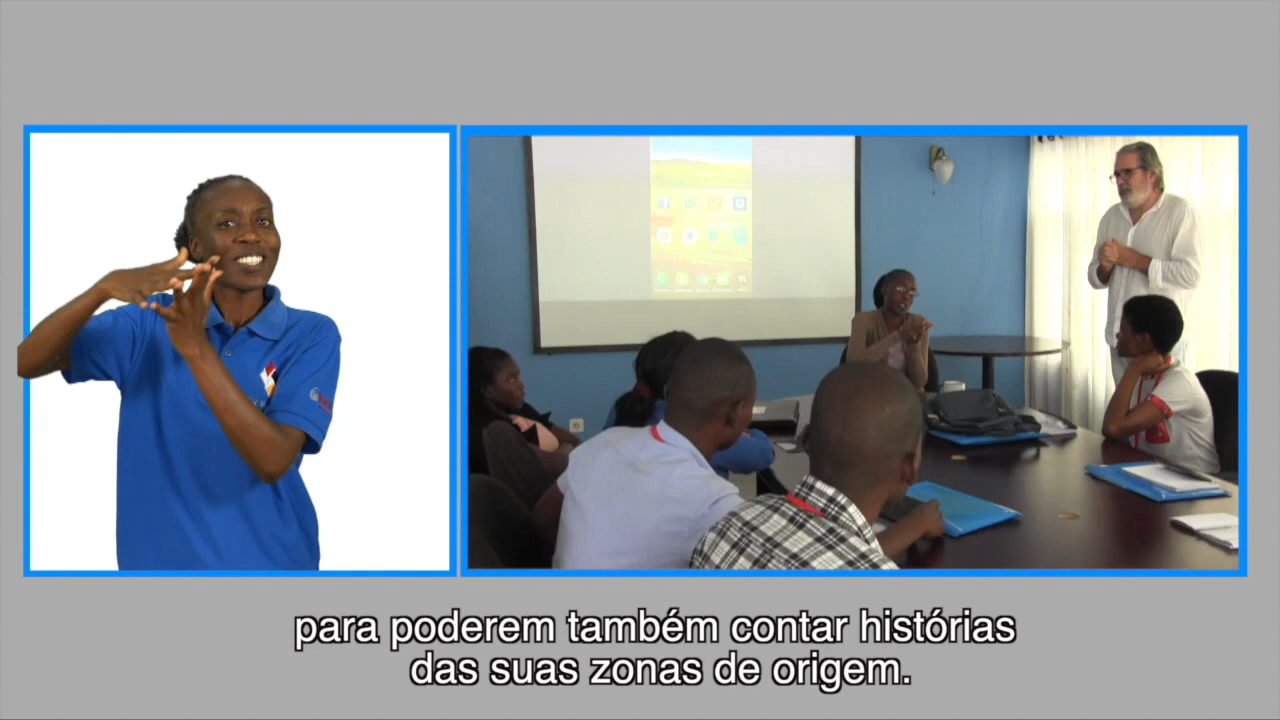 para poderem também contar histórias
das suas zonas de origem.